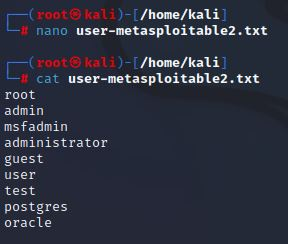 ┌──(root㉿kali)-[/home/kali]
└─# nano user-metasploitable2.txt
┌──(root㉿kali)-[/home/kali]
└─# cat user-metasploitable2.txt
root
admin
msfadmin
administrator
guest
user
test
postgres
oracle